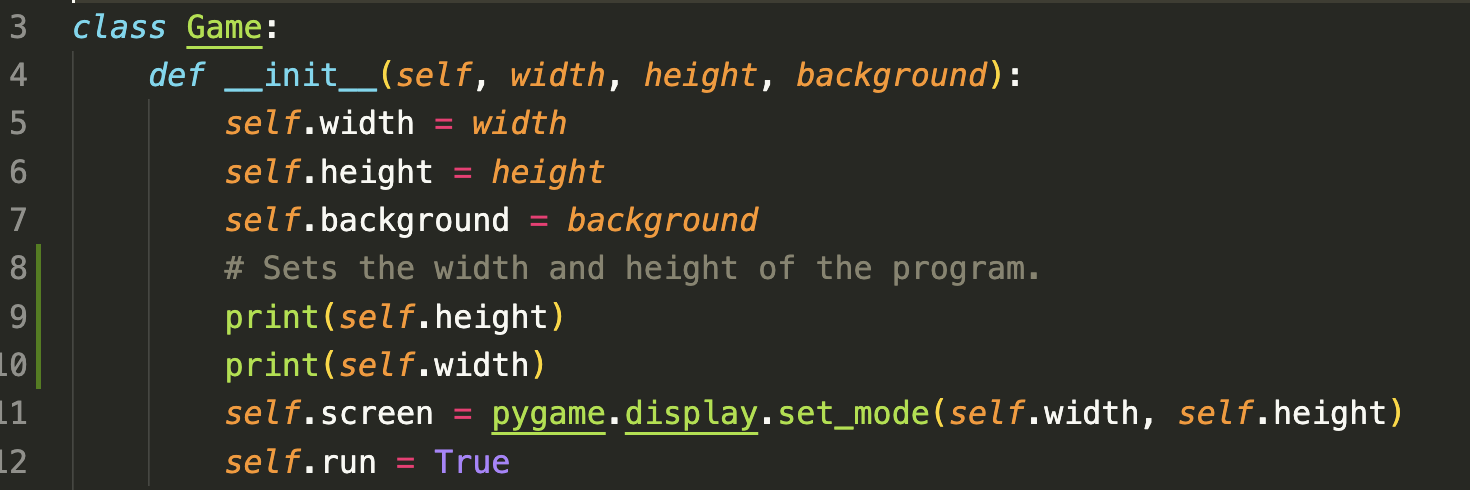 3 class Game:
4     def __init__(self, width, height, background):
5         self.width = width
6         self.height = height
7         self.background = background
8         # Sets the width and height of the program.
9         print(self.height)
10         print(self.width)
11         self.screen = pygame.display.set_mode(self.width, self.height)
12         self.run = True